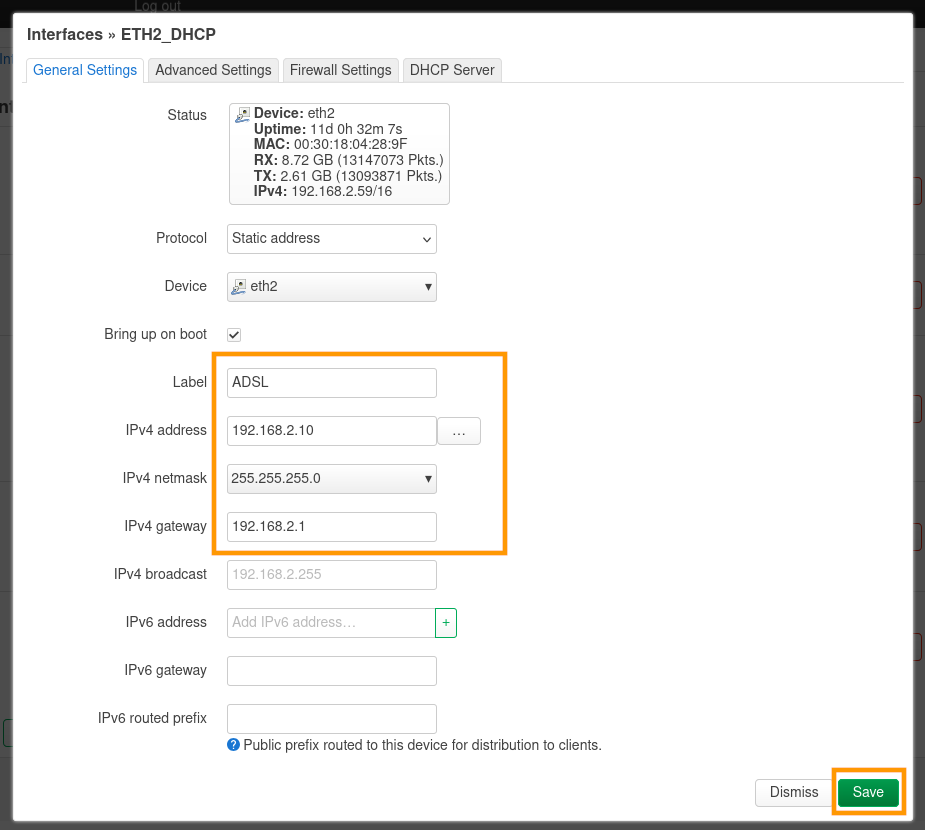 Log out
Interfaces » ETH2_DHCP
General Settings Advanced Settings Firewall Settings DHCP Server
Status
Device: eth2
Uptime: 11d 0h 32m 7s
MAC: 00:30:18:04:28:9F
RX: 8.72 GB (13147073 Pkts.)
TX: 2.61 GB (13093871 Pkts.)
IPv4: 192.168.2.59/16
Protocol Static address
Device eth2
Bring up on boot
Label ADSL
IPv4 address 192.168.2.10 ...
IPv4 netmask 255.255.255.0
IPv4 gateway 192.168.2.1
IPv4 broadcast 192.168.2.255
IPv6 address Add IPv6 address… +
IPv6 gateway
IPv6 routed prefix
? Public prefix routed to this device for distribution to clients.
Dismiss Save